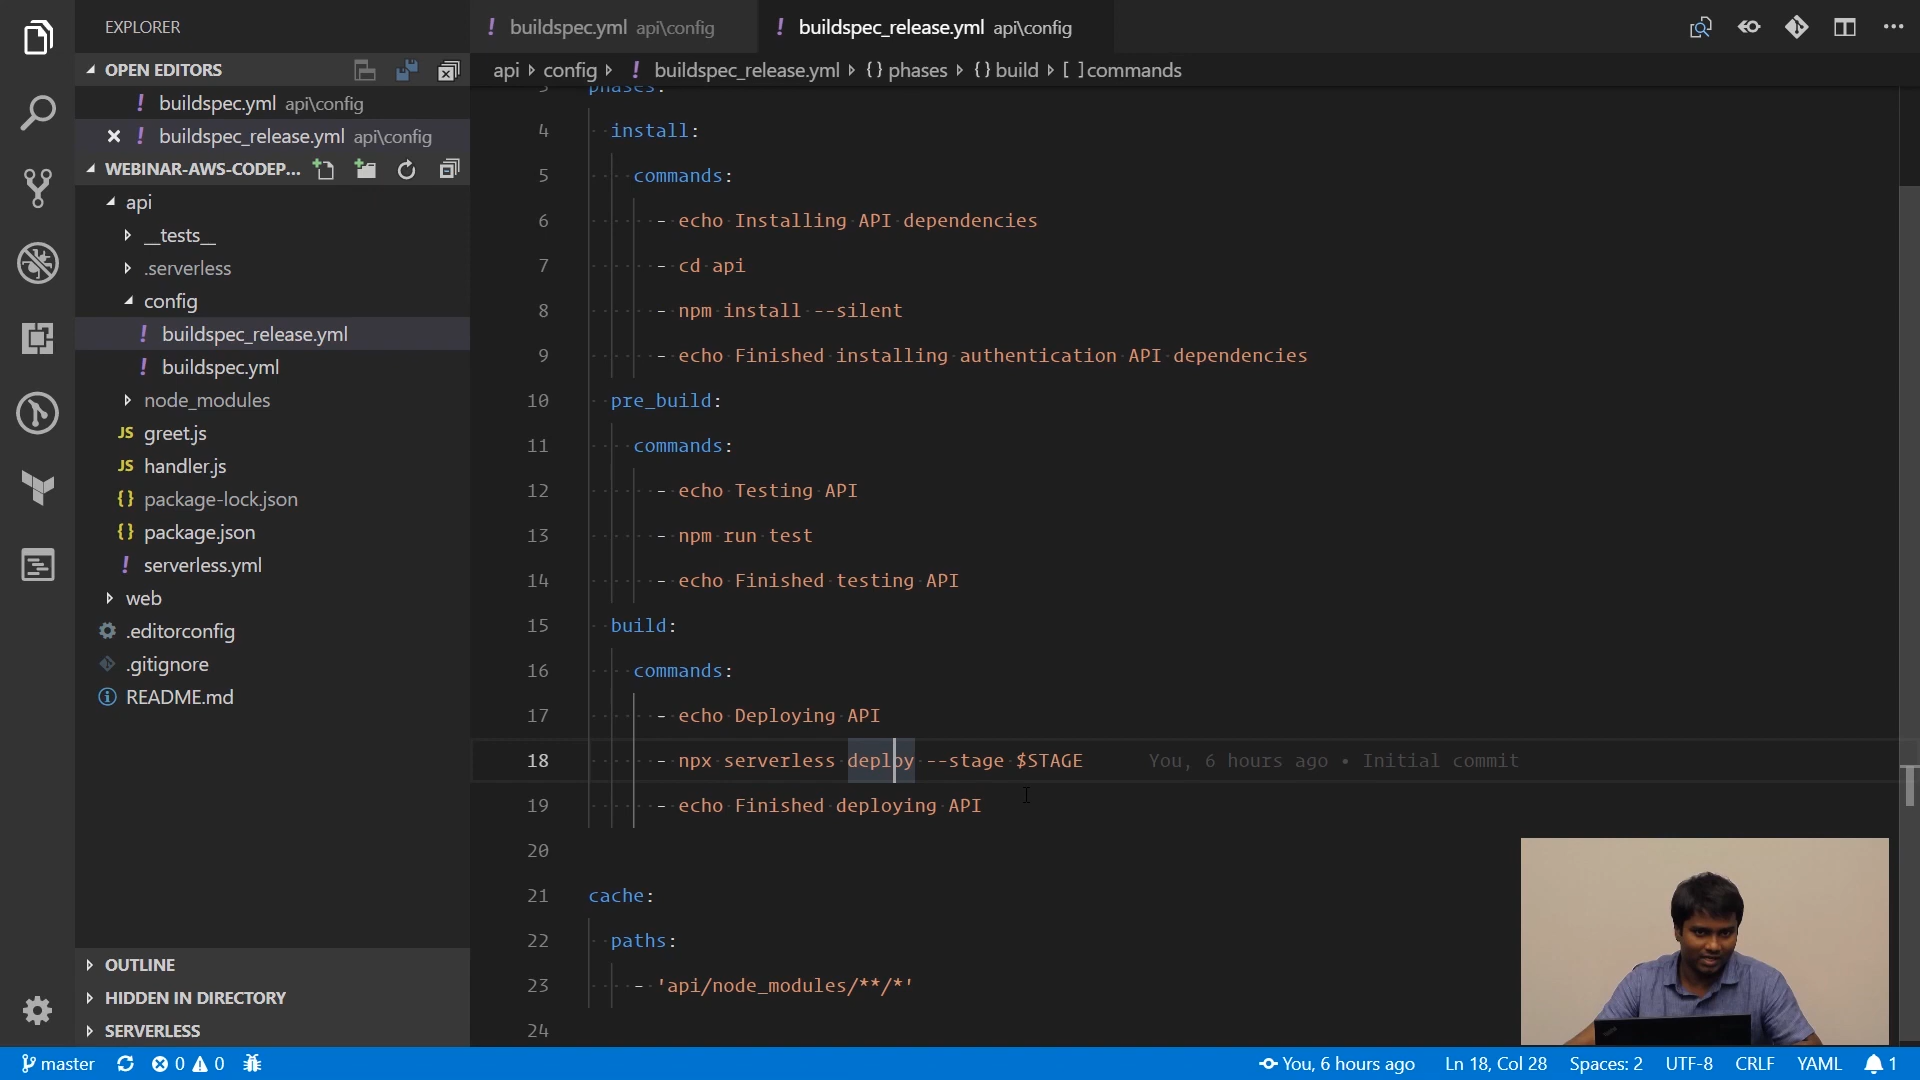 EXPLORER
OPEN EDITORS
! buildspec.yml api\config
! buildspec_release.yml api\config
WEBINAR-AWS-CODEP...
api
__tests__
.serverless
config
! buildspec_release.yml
! buildspec.yml
node_modules
JS greet.js
JS handler.js
{} package-lock.json
{} package.json
! serverless.yml
web
.editorconfig
.gitignore
README.md
OUTLINE
HIDDEN IN DIRECTORY
SERVERLESS
! buildspec.yml api\config
! buildspec_release.yml api\config
api config ! buildspec_release.yml {} phases {} build [ ] commands
3 phases:
4 install:
5 commands:
6 - echo Installing API dependencies
7 - cd api
8 - npm install --silent
9 - echo Finished installing authentication API dependencies
10 pre_build:
11 commands:
12 - echo Testing API
13 - npm run test
14 - echo Finished testing API
15 build:
16 commands:
17 - echo Deploying API
18 - npx serverless deploy --stage $STAGE You, 6 hours ago • Initial commit
19 - echo Finished deploying API
20
21 cache:
22 paths:
23 - 'api/node_modules/**/*'
24
master 0 0 You, 6 hours ago Ln 18, Col 28 Spaces: 2 UTF-8 CRLF YAML 1